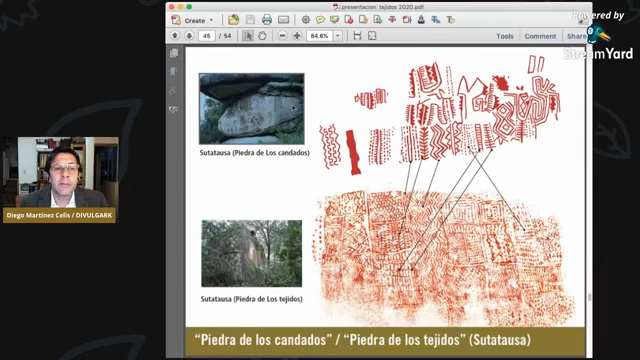 presentacion_tejidos 2020.pdf
Create
45 / 54
84.6%
Tools
Comment
Share
Powered by
StreamYard
Sutatausa (Piedra de Los candados)
Diego Martínez Celis / DIVULGARK
Sutatausa (Piedra de Los tejidos)
"Piedra de los candados" / "Piedra de los tejidos" (Sutatausa)